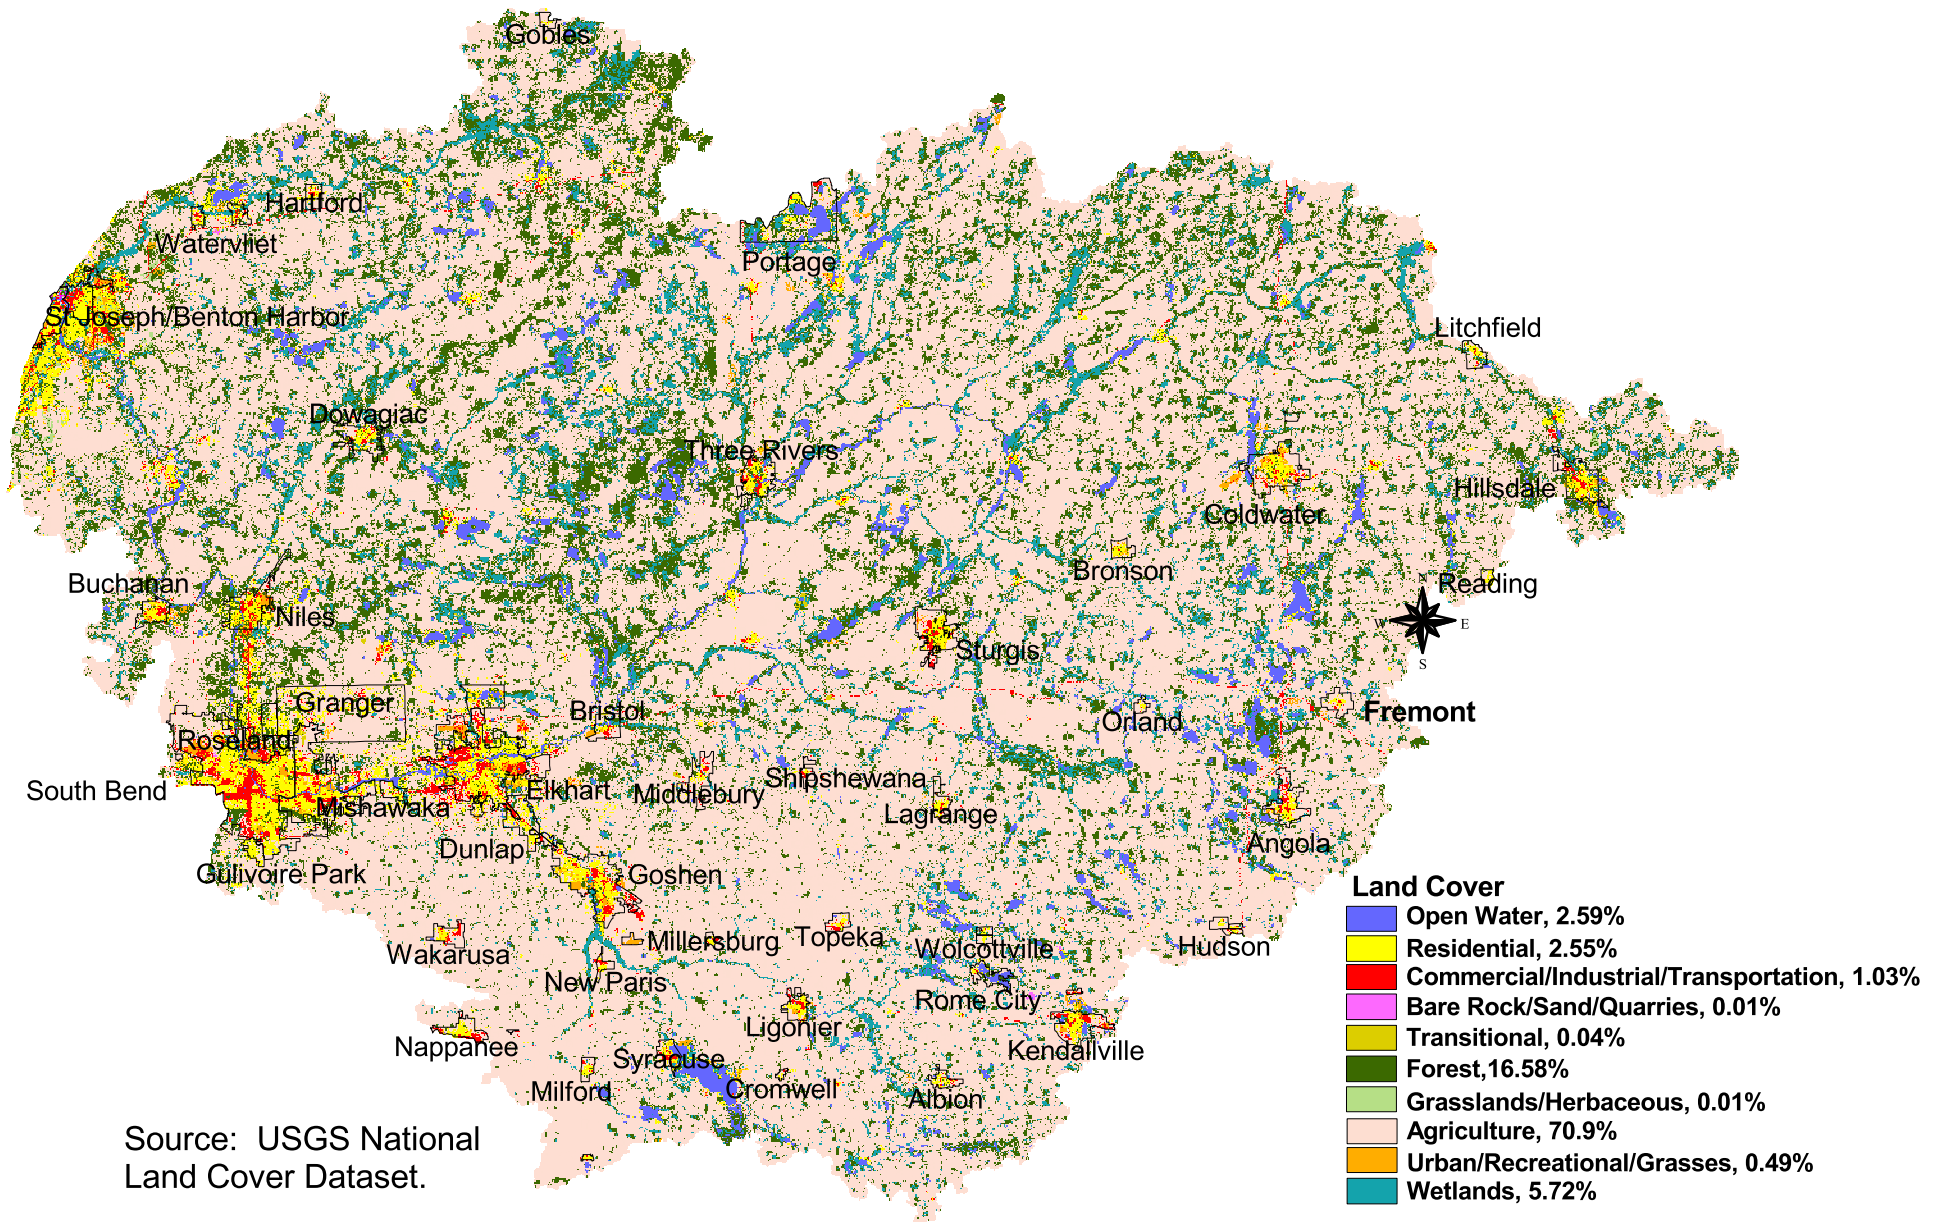 Gobles
Hartford
Watervliet
Portage
St Joseph/Benton Harbor
Litchfield
Dowagiac
Three Rivers
Hillsdale
Coldwater
Bronson
Buchanan
Reading
Niles
N
W
E
S
Sturgis
Granger
Bristol
Orland
Fremont
Roseland
South Bend
Elkhart
Middlebury
Shipshewana
Mishawaka
Lagrange
Dunlap
Angola
Gulivoire Park
Goshen
Wakarusa
Millersburg
Topeka
Wolcottville
Hudson
New Paris
Rome City
Ligonier
Nappanee
Syracuse
Kendallville
Milford
Cromwell
Albion
Land Cover
Open Water, 2.59%
Residential, 2.55%
Commercial/Industrial/Transportation, 1.03%
Bare Rock/Sand/Quarries, 0.01%
Transitional, 0.04%
Forest,16.58%
Grasslands/Herbaceous, 0.01%
Agriculture, 70.9%
Urban/Recreational/Grasses, 0.49%
Wetlands, 5.72%
Source:  USGS National
Land Cover Dataset.